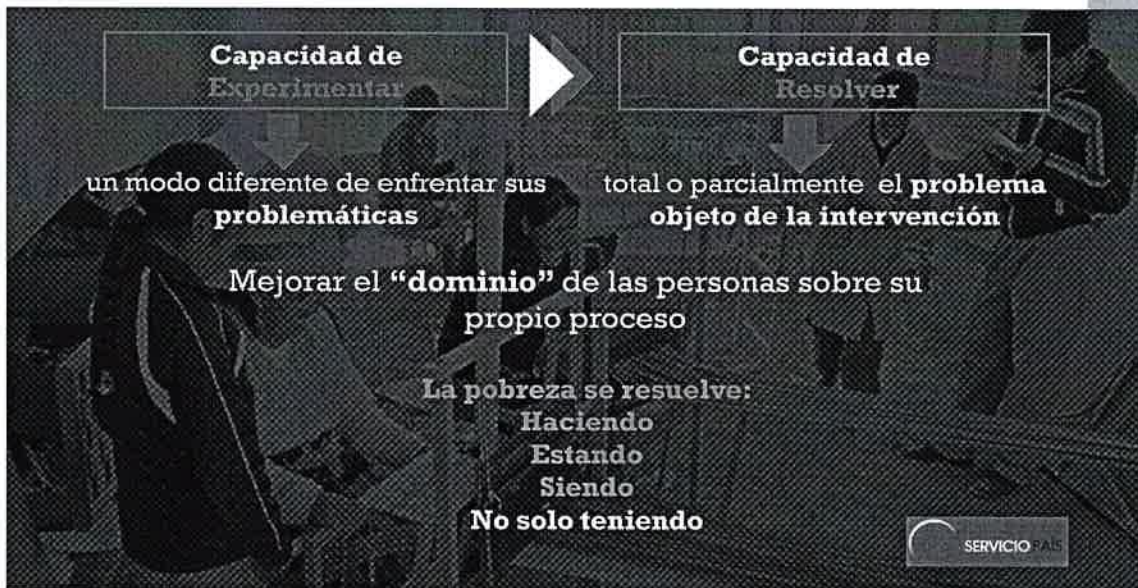 Capacidad de
Experimentar
Capacidad de
Resolver
un modo diferente de enfrentar sus
problemáticas
total o parcialmente el problema
objeto de la intervención
Mejorar el “dominio” de las personas sobre su
propio proceso
La pobreza se resuelve:
Haciendo
Estando
Siendo
No solo teniendo
SERVICIO PAÍS